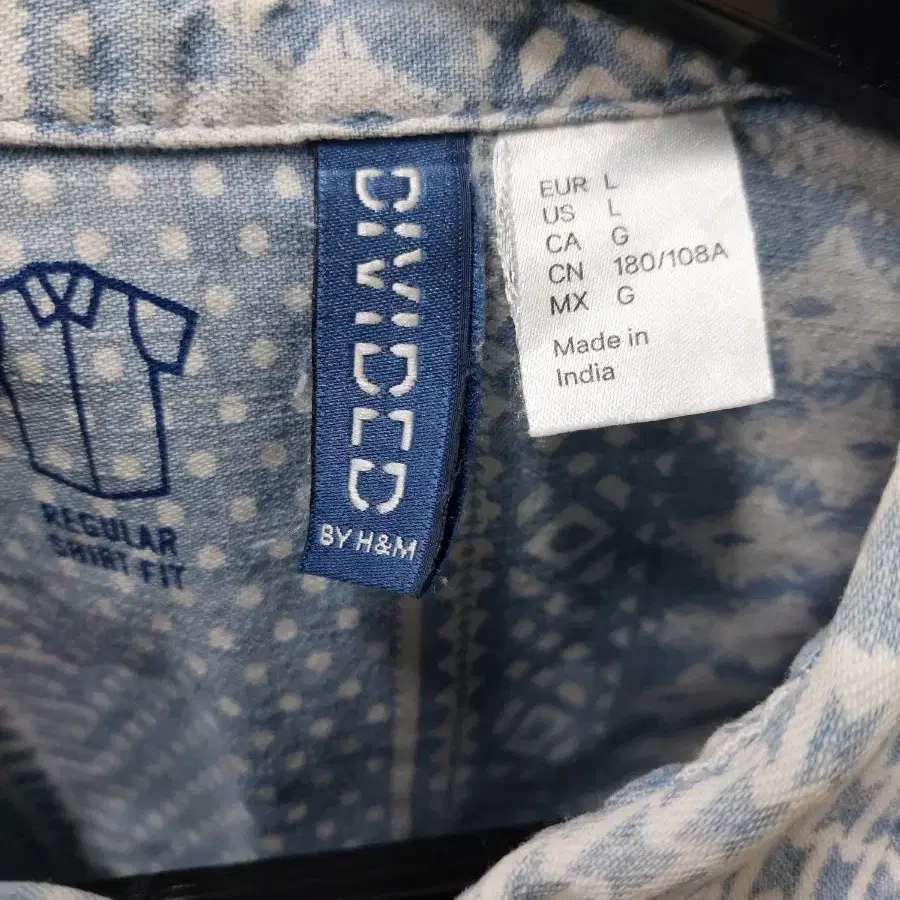 REGULAR
SHIRT FIT
DIVIDED
BY H&M
EUR L
US L
CA G
CN 180/108A
MX G
Made in
India